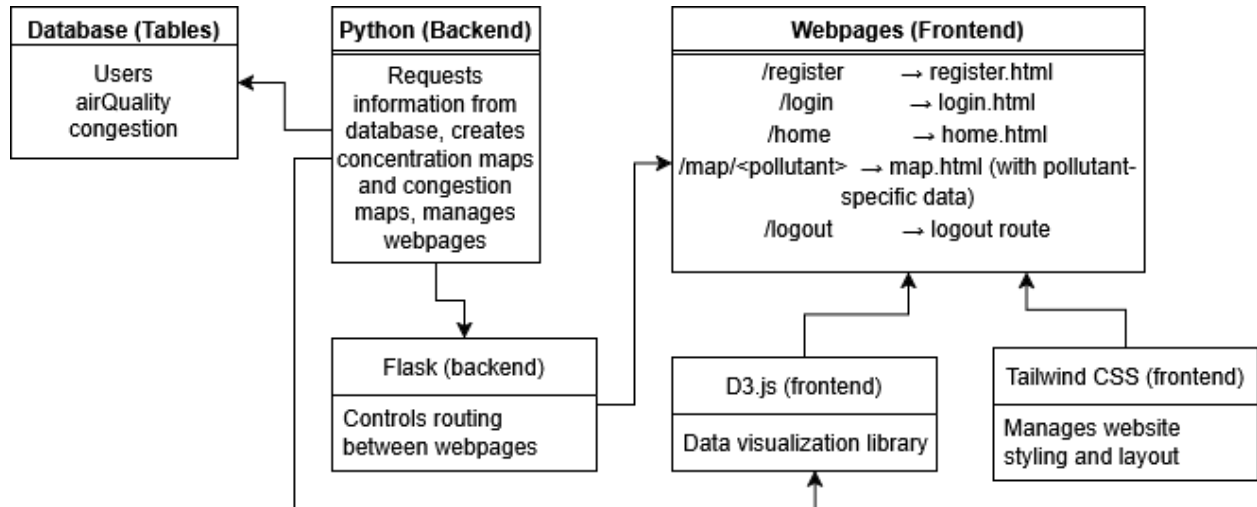 Database (Tables)
Users
airQuality
congestion
Python (Backend)
Requests
information from
database, creates
concentration maps
and congestion
maps, manages
webpages
Webpages (Frontend)
/register → register.html
/login → login.html
/home → home.html
/map/<pollutant> → map.html (with pollutant-
specific data)
/logout → logout route
Flask (backend)
Controls routing
between webpages
D3.js (frontend)
Data visualization library
Tailwind CSS (frontend)
Manages website
styling and layout